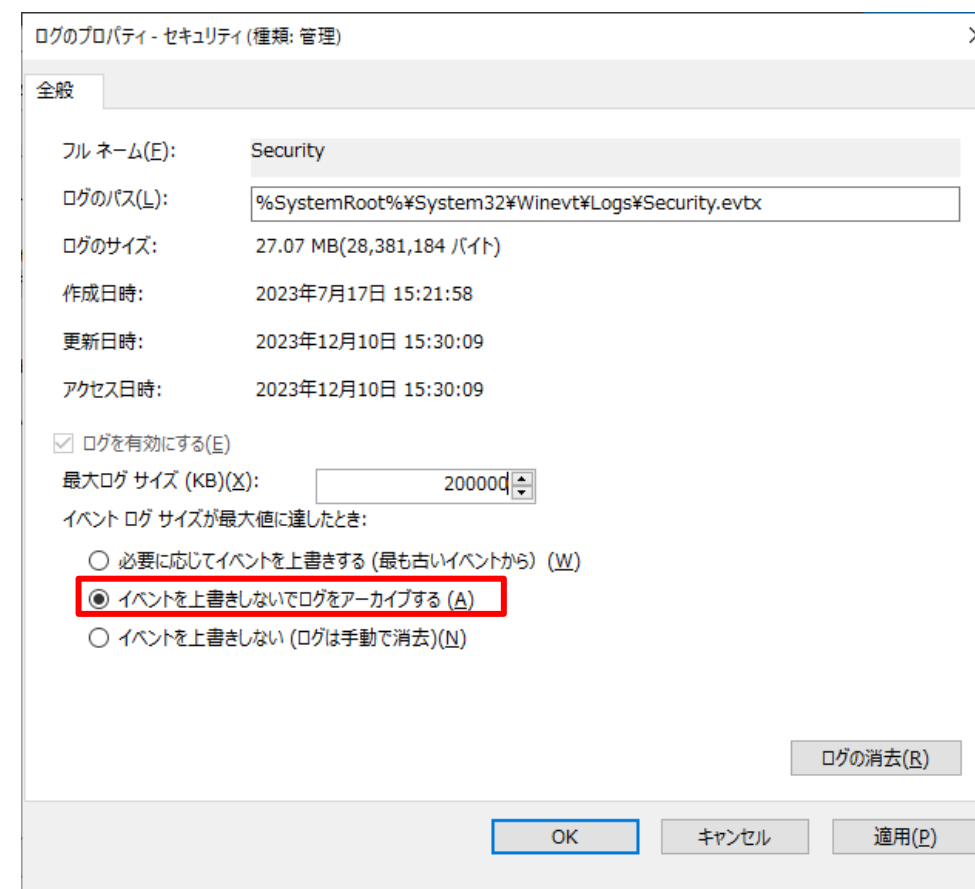 ログのプロパティ - セキュリティ (種類: 管理)
全般
フル ネーム(F): Security
ログのパス(L): %SystemRoot%¥System32¥Winevt¥Logs¥Security.evtx
ログのサイズ: 27.07 MB(28,381,184 バイト)
作成日時: 2023年7月17日 15:21:58
更新日時: 2023年12月10日 15:30:09
アクセス日時: 2023年12月10日 15:30:09
ログを有効にする(E)
最大ログ サイズ (KB)(X): 200000
イベント ログ サイズが最大値に達したとき:
必要に応じてイベントを上書きする (最も古いイベントから) (W)
イベントを上書きしないでログをアーカイブする (A)
イベントを上書きしない (ログは手動で消去)(N)
ログの消去(R)
OK キャンセル 適用(P)